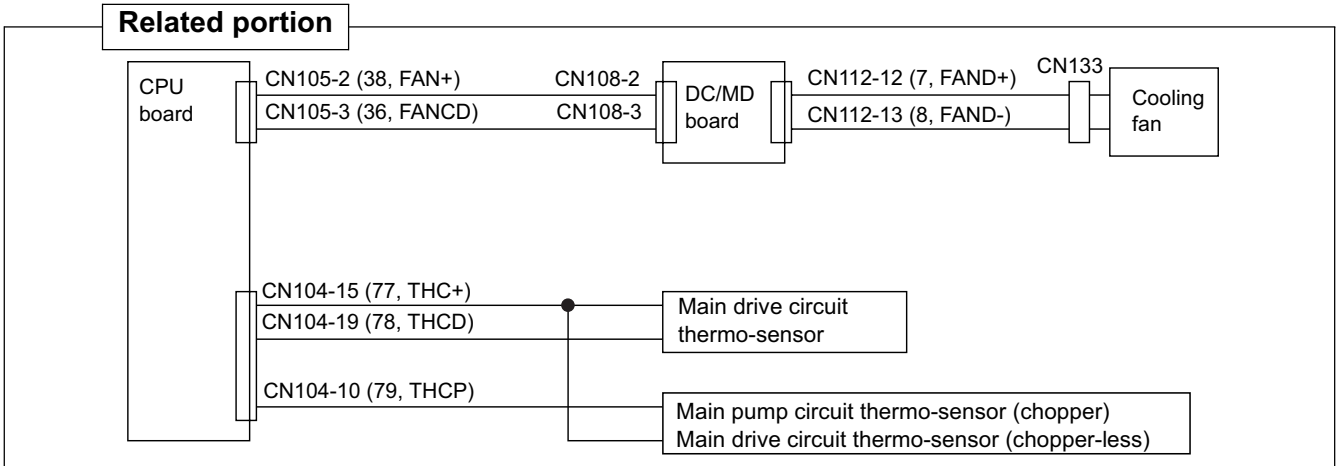 Related portion
CPU
board
CN105-2 (38, FAN+)
CN108-2
CN105-3 (36, FANCD)
CN108-3
DC/MD
board
CN112-12 (7, FAND+)
CN133
CN112-13 (8, FAND-)
Cooling
fan
CN104-15 (77, THC+)
CN104-19 (78, THCD)
Main drive circuit
thermo-sensor
CN104-10 (79, THCP)
Main pump circuit thermo-sensor (chopper)
Main drive circuit thermo-sensor (chopper-less)